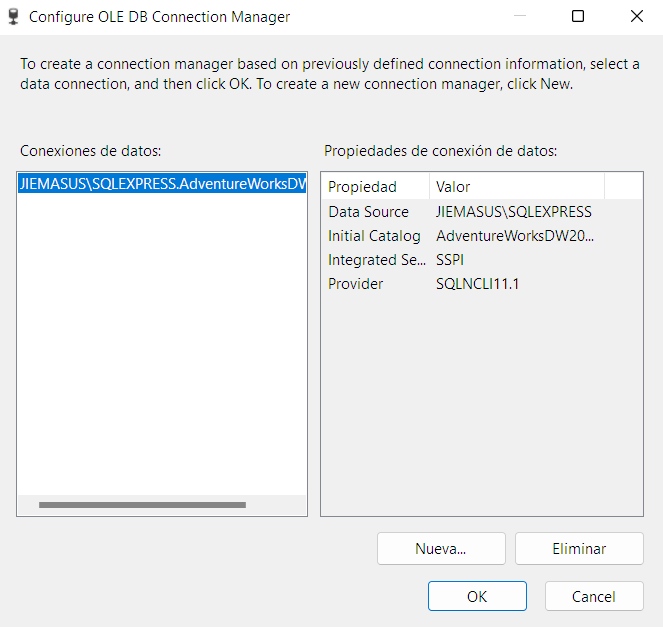 Configure OLE DB Connection Manager
To create a connection manager based on previously defined connection information, select a
data connection, and then click OK. To create a new connection manager, click New.
Conexiones de datos:
JIEMASUS\SQLEXPRESS.AdventureWorksDW
Propiedades de conexión de datos:
Propiedad Valor
Data Source JIEMASUS\SQLEXPRESS
Initial Catalog AdventureWorksDW20...
Integrated Se... SSPI
Provider SQLNCLI11.1
Nueva... Eliminar
OK Cancel